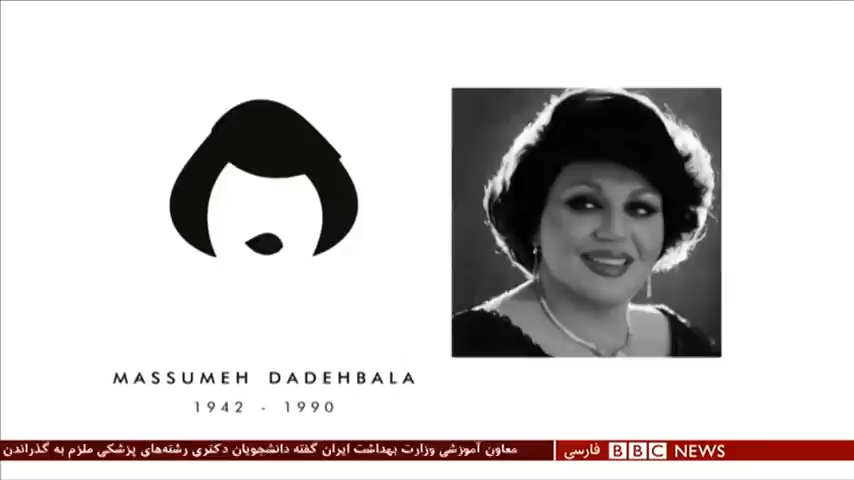 MASSUMEH DADEHBALA
1942 - 1990
معاون آموزشی وزارت بهداشت ایران گفته دانشجویان دکتری رشته‌های پزشکی ملزم به گذراندن
BBC NEWS فارسی